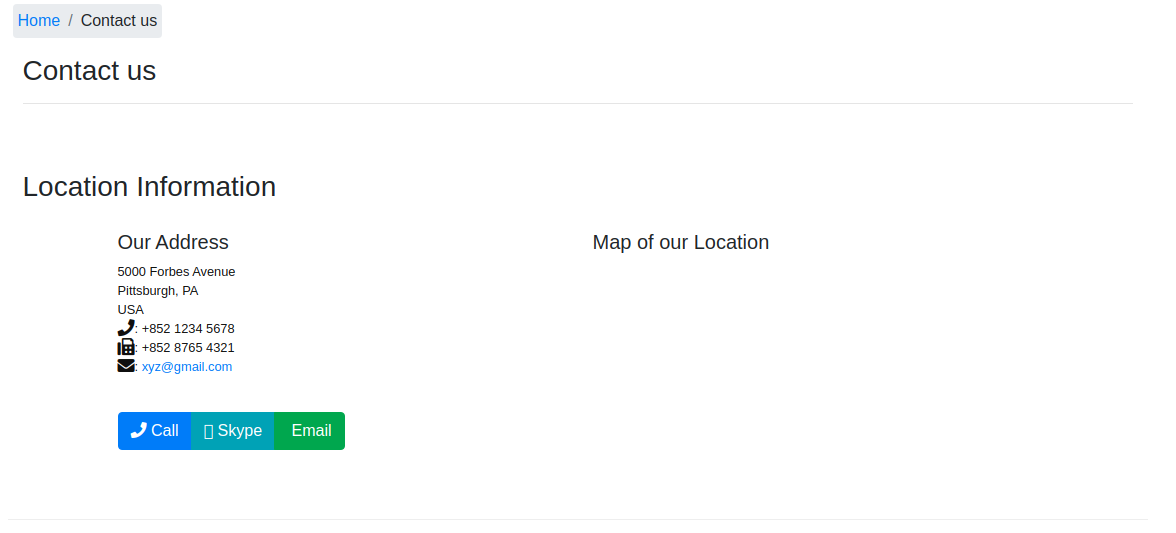 Home / Contact us
Contact us
Location Information
Our Address
5000 Forbes Avenue
Pittsburgh, PA
USA
: +852 1234 5678
: +852 8765 4321
: xyz@gmail.com
Call Skype Email
Map of our Location